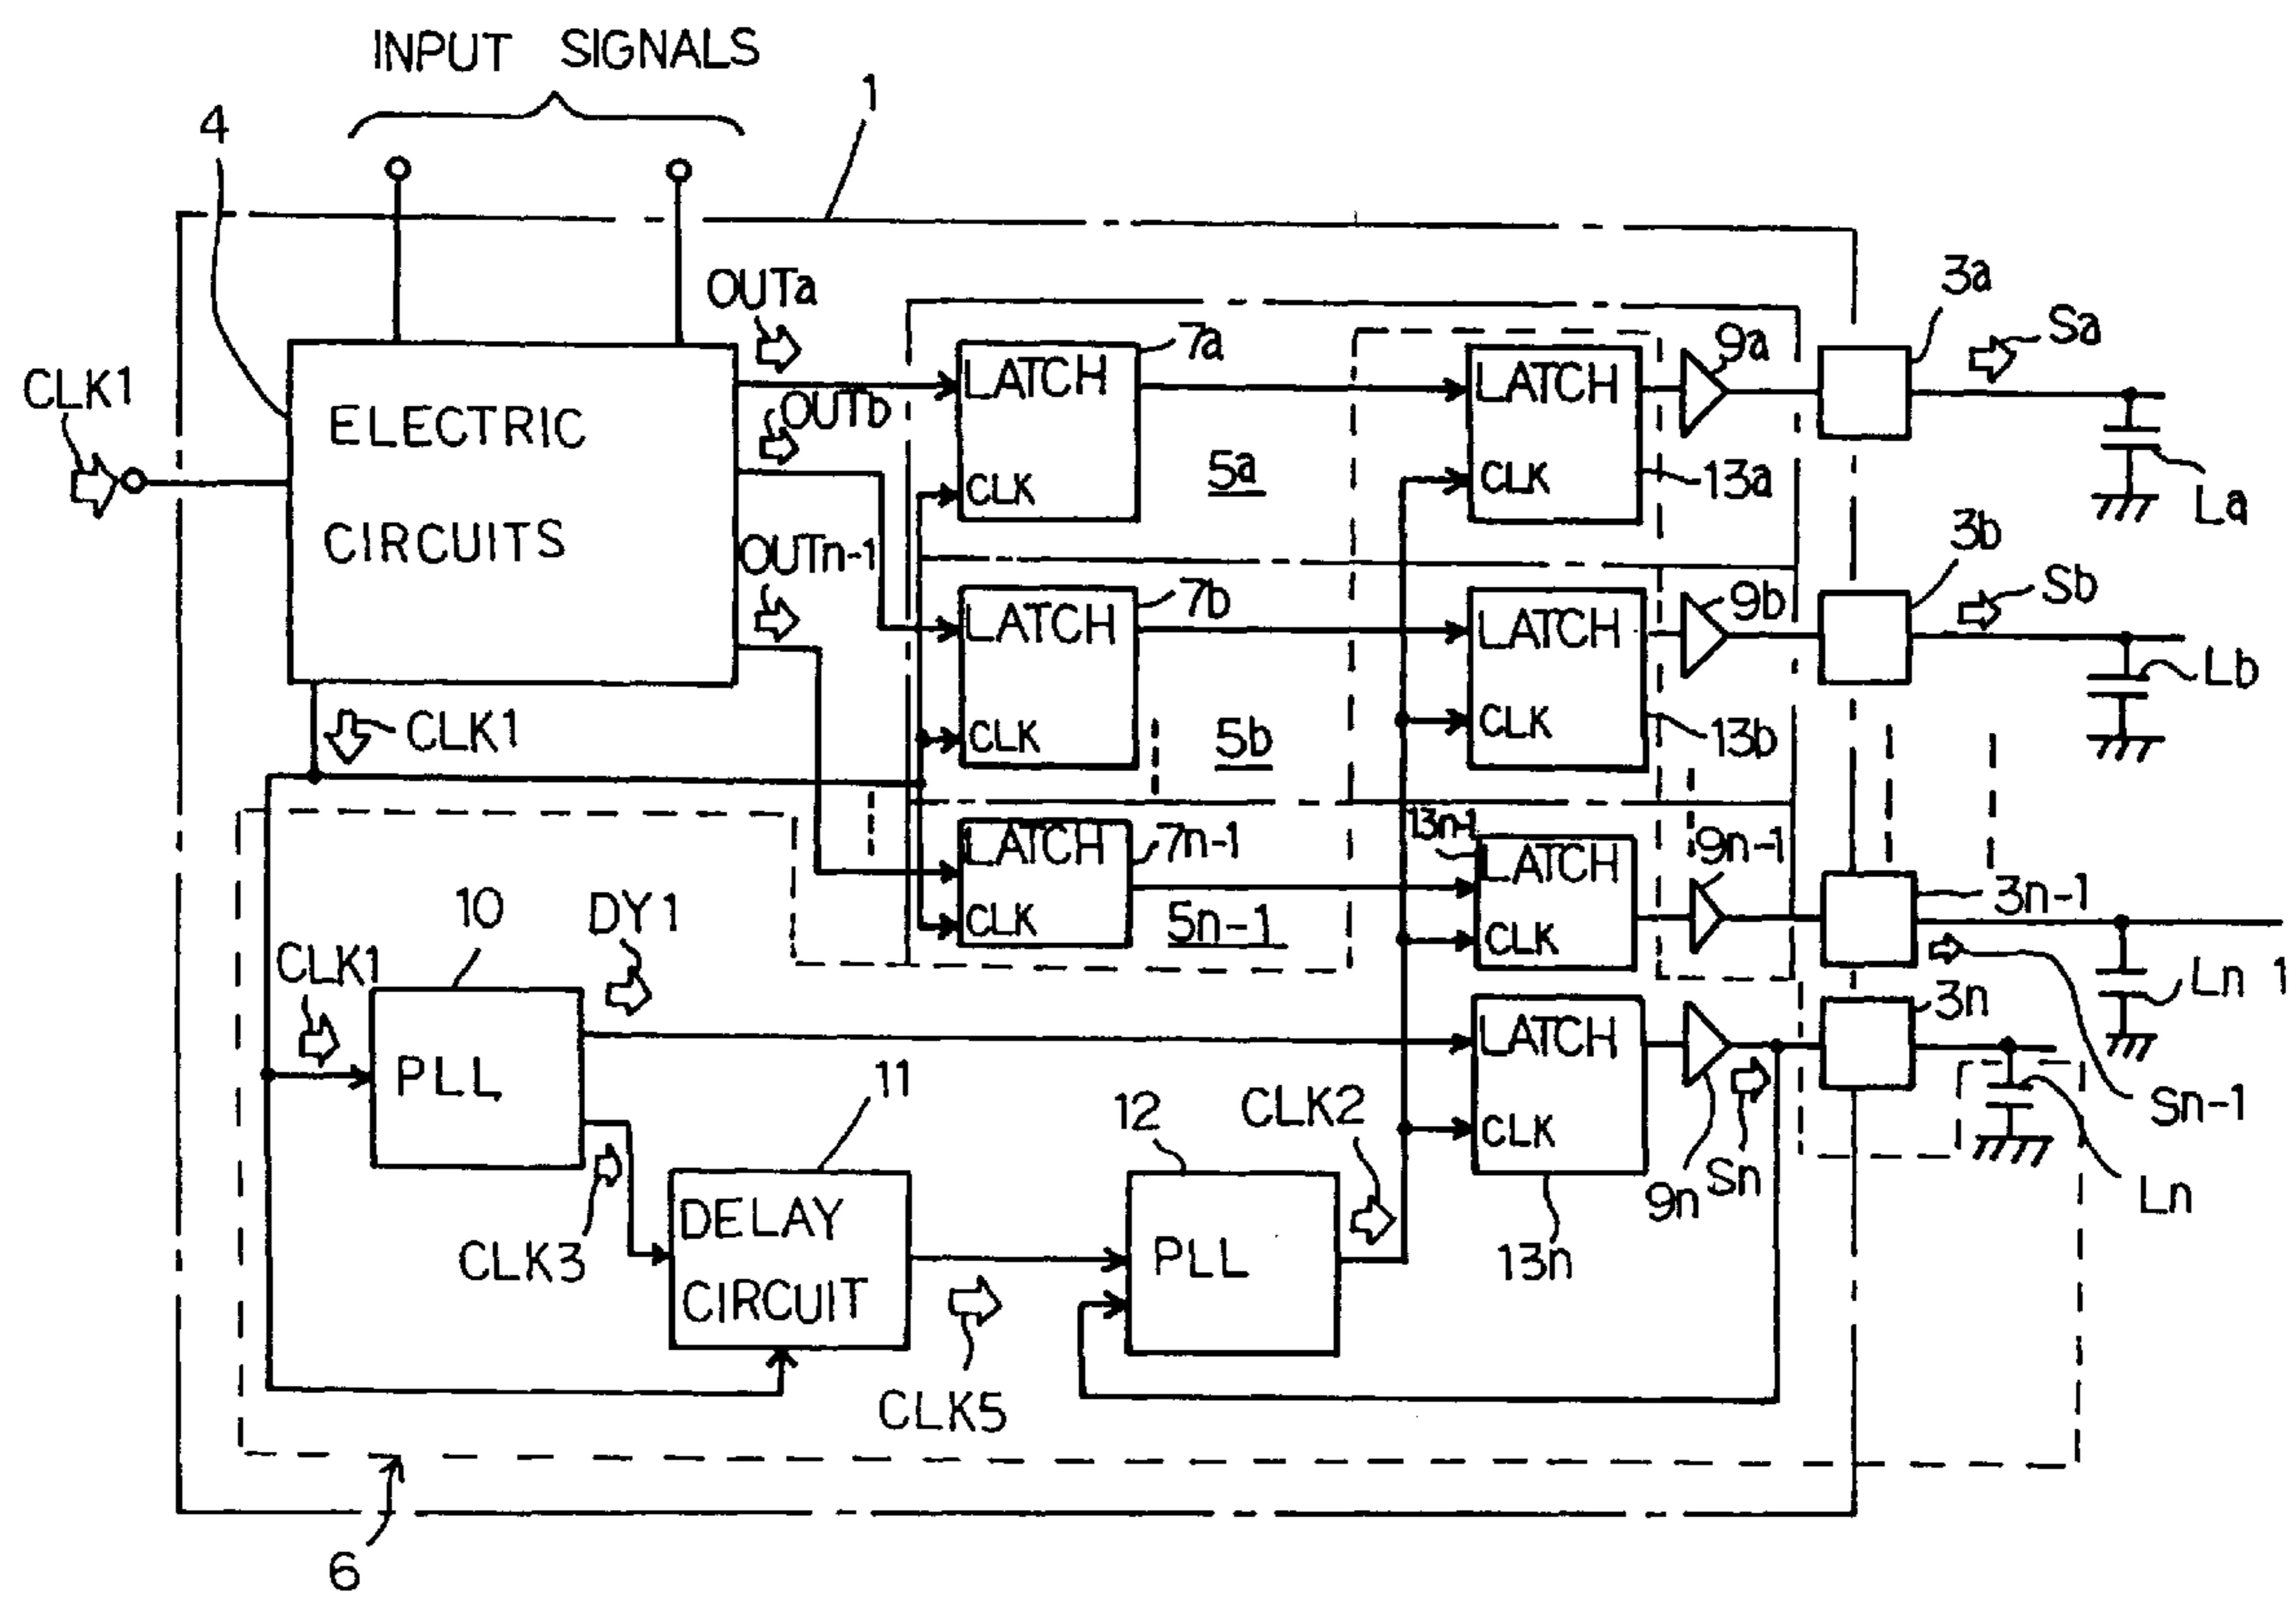 INPUT SIGNALS
1
4
3a
Sa
OUTa
7a
9a
CLK1
LATCH
LATCH
OUTb
ELECTRIC
CIRCUITS
5a
CLK
CLK
13a
La
3b
OUTn-1
Sb
7b
9b
LATCH
LATCH
Lb
CLK1
CLK
5b
CLK
13b
13n-1
LATCH
7n-1
LATCH
9n-1
3n-1
10
DY1
CLK
5n-1
CLK
CLK1
Ln 1
3n
LATCH
PLL
11
12
CLK2
CLK
Sn-1
9n
Sn
Ln
DELAY
CIRCUIT
CLK3
PLL
13n
CLK5
6